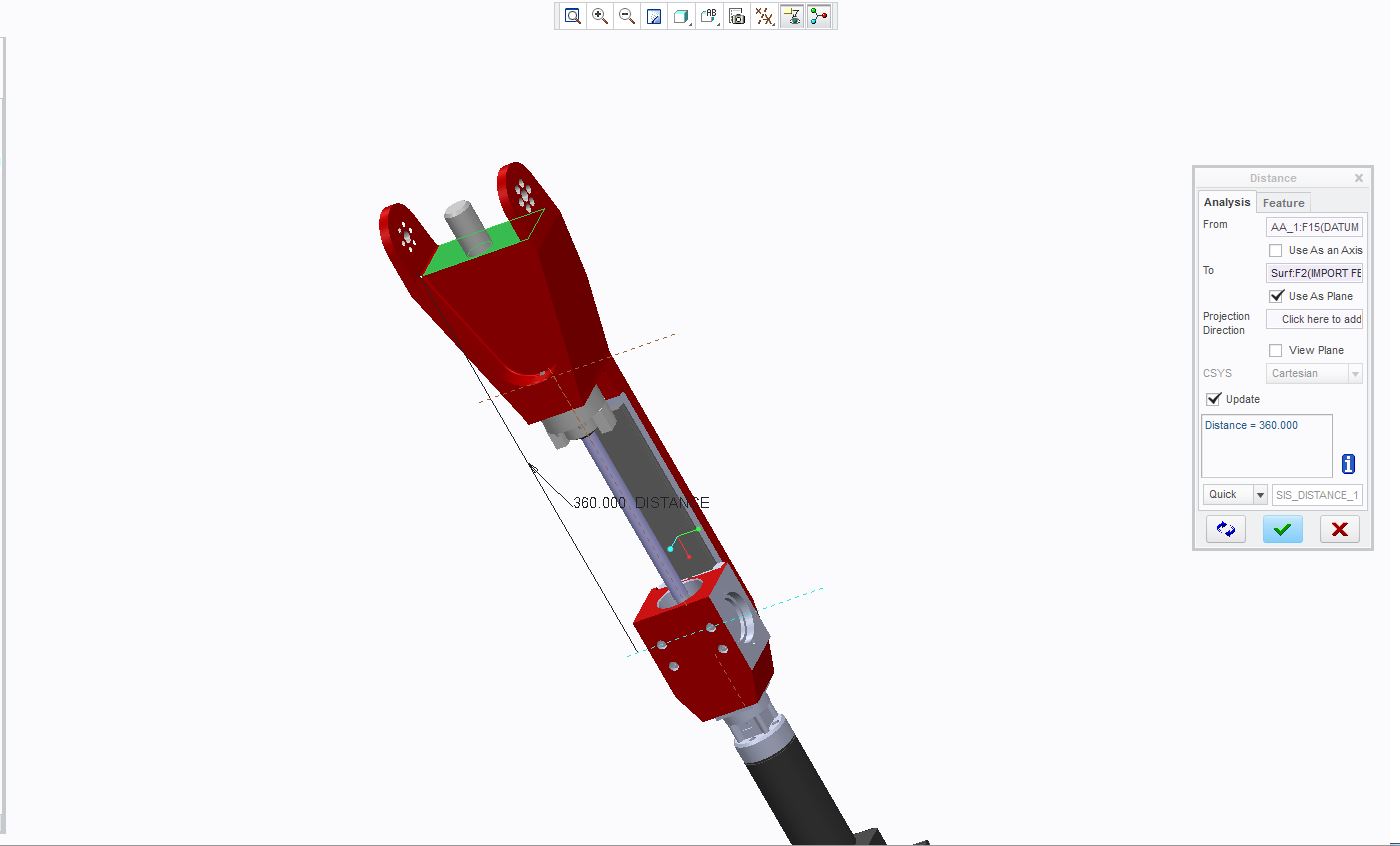 AB
Distance
Analysis
Feature
From
AA_1:F15(DATUM
Use As an Axis
To
Surf:F2(IMPORT FE
Use As Plane
Projection
Direction
Click here to add
View Plane
CSYS
Cartesian
Update
Distance = 360.000
Quick
SIS_DISTANCE_1
360.000 DISTANCE